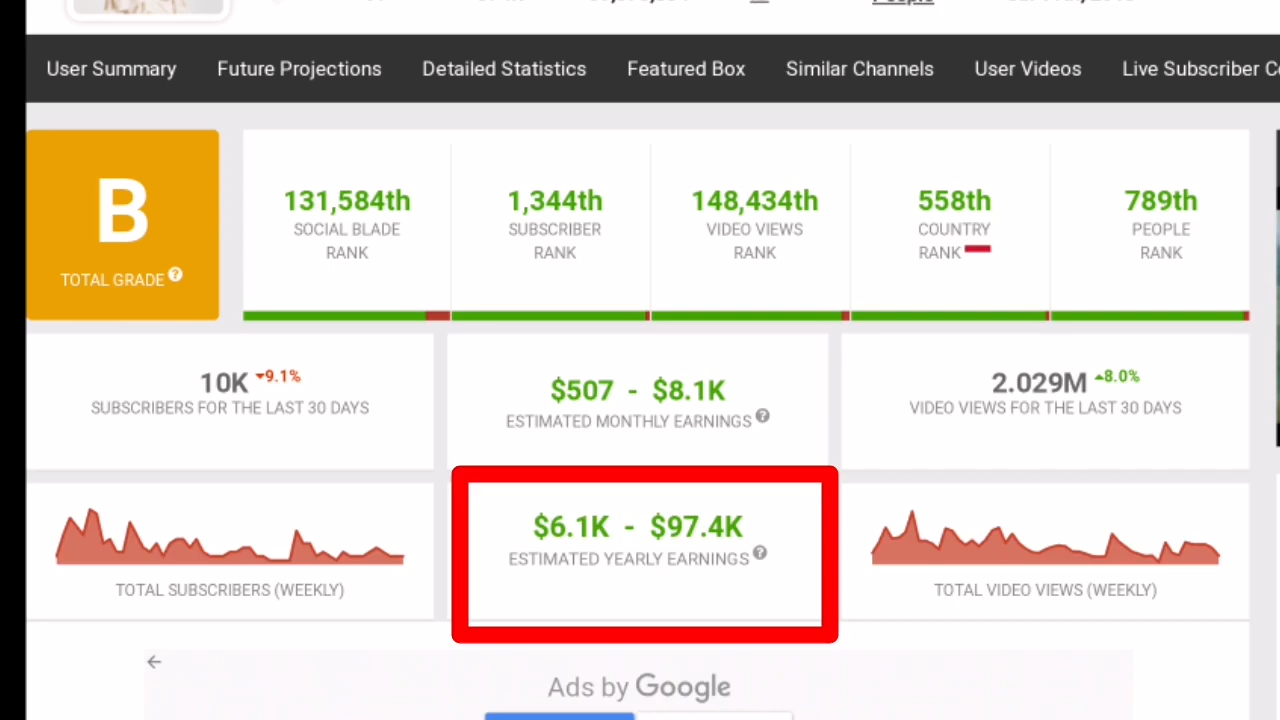 User Summary
Future Projections
Detailed Statistics
Featured Box
Similar Channels
User Videos
Live Subscriber
B
TOTAL GRADE ?
131,584th
SOCIAL BLADE
RANK
1,344th
SUBSCRIBER
RANK
148,434th
VIDEO VIEWS
RANK
558th
COUNTRY
RANK
789th
PEOPLE
RANK
10K 9.1%
SUBSCRIBERS FOR THE LAST 30 DAYS
$507 - $8.1K
ESTIMATED MONTHLY EARNINGS ?
2.029M 8.0%
VIDEO VIEWS FOR THE LAST 30 DAYS
TOTAL SUBSCRIBERS (WEEKLY)
$6.1K - $97.4K
ESTIMATED YEARLY EARNINGS ?
TOTAL VIDEO VIEWS (WEEKLY)
Ads by Google